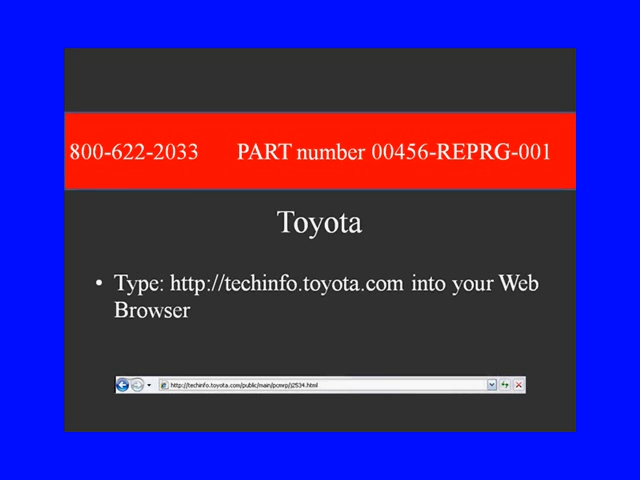 800-622-2033 PART number 00456-REPRG-001
Toyota
• Type: http://techinfo.toyota.com into your Web
Browser
http://techinfo.toyota.com/public/main/pcmrp/j2534.html